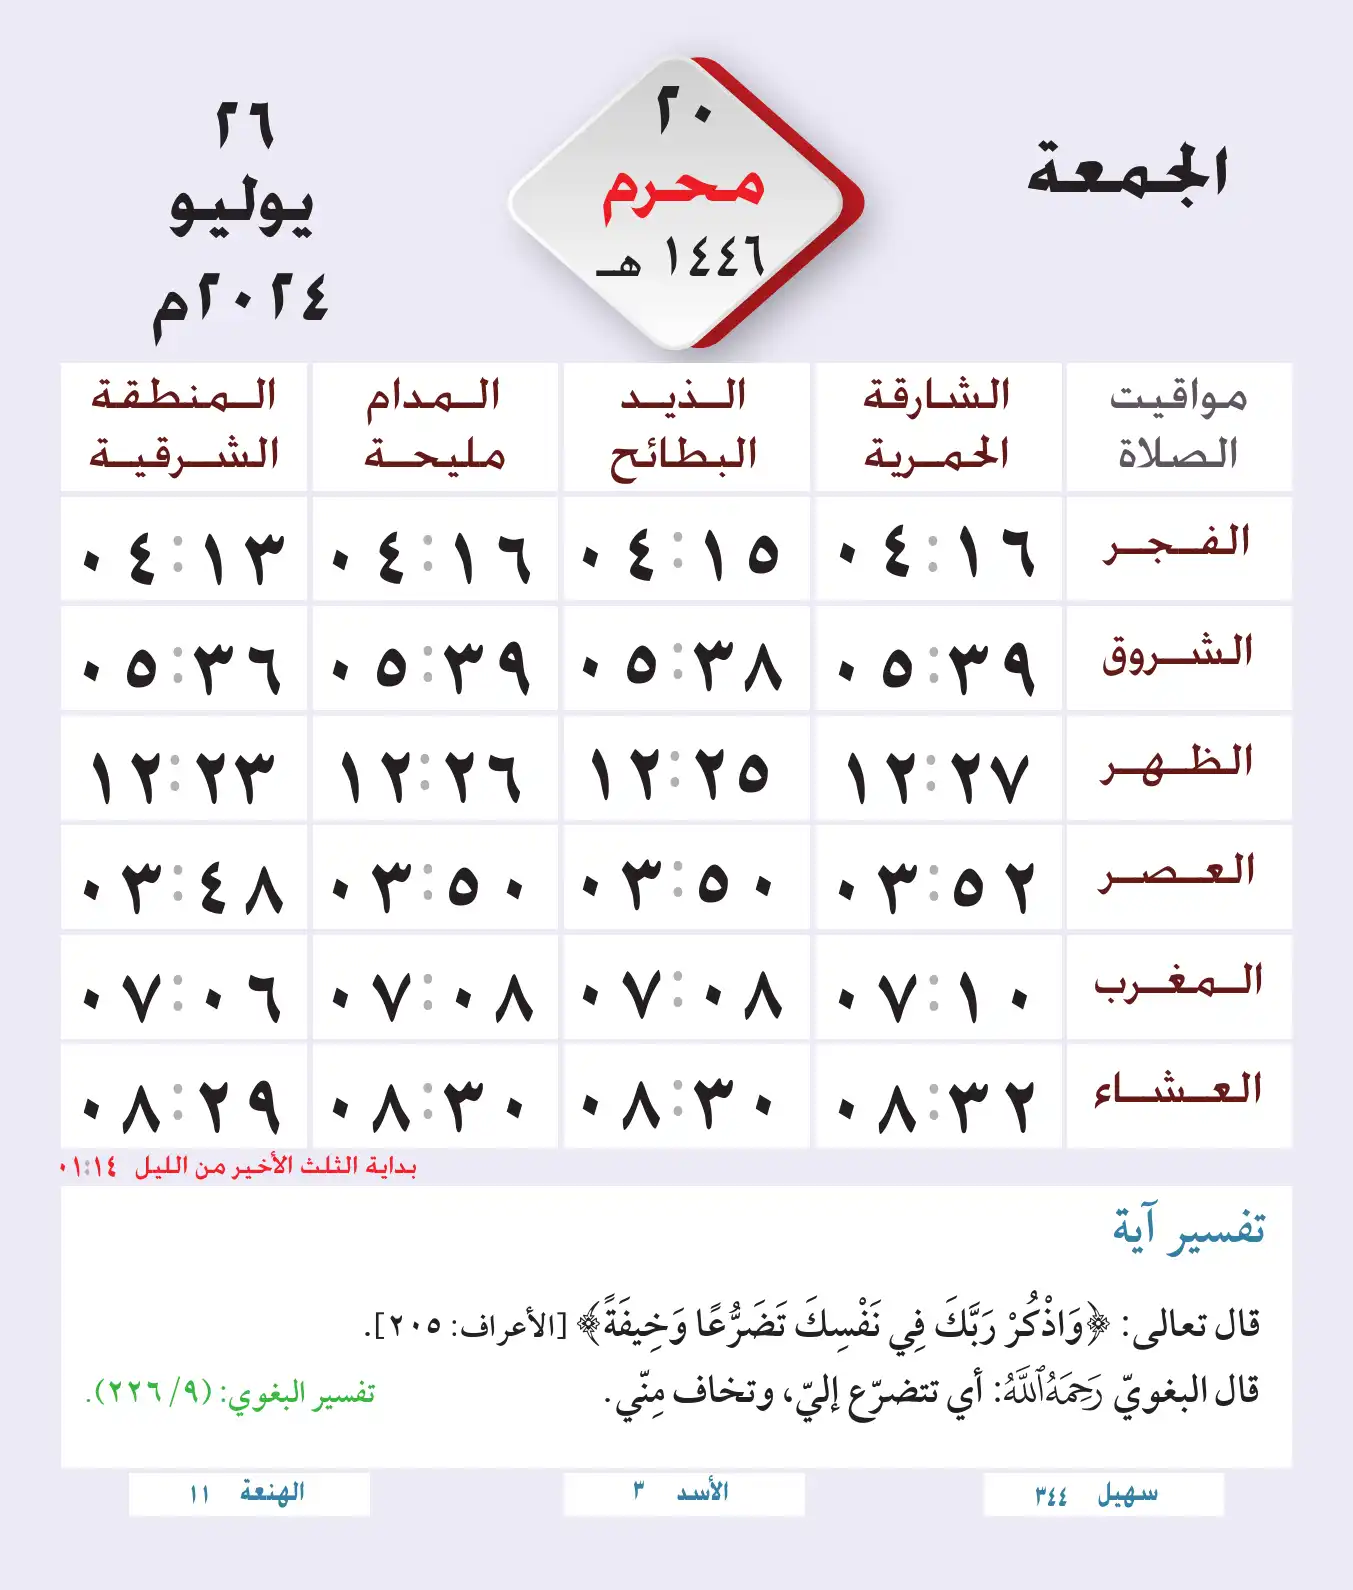 الجمعة
٢٠
محرم
١٤٤٦ هـ
٢٦
يوليو
٢٠٢٤م
مواقيت الصلاة الشارقة الحمرية الذيد البطائح المدام مليحة المنطقة الشرقية
الفجر ٠٤:١٦ ٠٤:١٥ ٠٤:١٦ ٠٤:١٣
الشروق ٠٥:٣٩ ٠٥:٣٨ ٠٥:٣٩ ٠٥:٣٦
الظهر ١٢:٢٧ ١٢:٢٥ ١٢:٢٦ ١٢:٢٣
العصر ٠٣:٥٢ ٠٣:٥٠ ٠٣:٥٠ ٠٣:٤٨
المغرب ٠٧:١٠ ٠٧:٠٨ ٠٧:٠٨ ٠٧:٠٦
العشاء ٠٨:٣٢ ٠٨:٣٠ ٠٨:٣٠ ٠٨:٢٩
بداية الثلث الأخير من الليل ٠١:١٤
تفسير آية
قال تعالى: ﴿وَاذْكُرْ رَبَّكَ فِي نَفْسِكَ تَضَرُّعًا وَخِيفَةً﴾ [الأعراف: ٢٠٥].
قال البغويّ رَحِمَهُ ٱللَّهُ: أي تتضرّع إليّ، وتخاف مِنّي. تفسير البغوي: (٢٢٦/٩).
سهيل ٣٤٤ الأسد ٣ الهنعة ١١